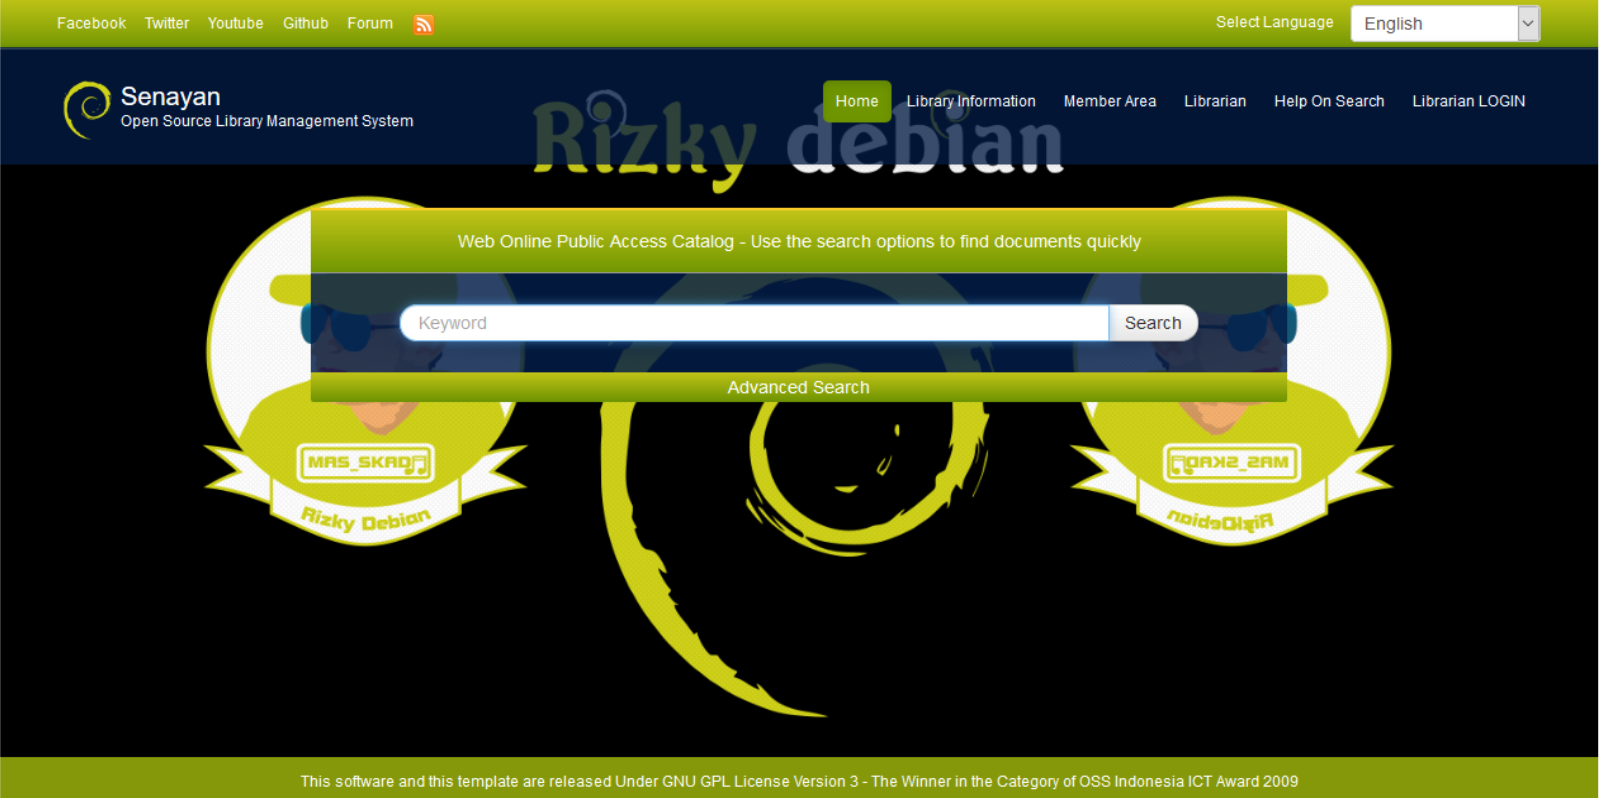 Facebook Twitter Youtube Github Forum Select Language English
Senayan
Open Source Library Management System
Home Library Information Member Area Librarian Help On Search Librarian LOGIN
Rizky debian
Web Online Public Access Catalog - Use the search options to find documents quickly
Keyword Search
Advanced Search
MAS_SKAD
MAS_SKAD
Rizky Debian
Rizky Debian
This software and this template are released Under GNU GPL License Version 3 - The Winner in the Category of OSS Indonesia ICT Award 2009